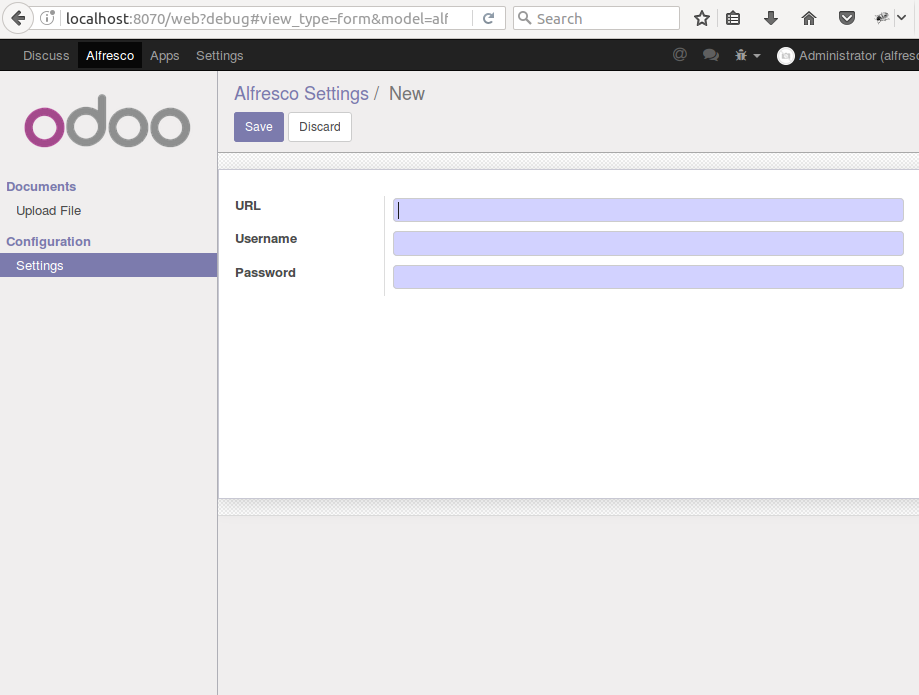 localhost:8070/web?debug#view_type=form&model=alf
Search
Discuss Alfresco Apps Settings
@ Administrator (alfresc
odoo
Alfresco Settings / New
Save Discard
Documents
Upload File
Configuration
Settings
URL
Username
Password